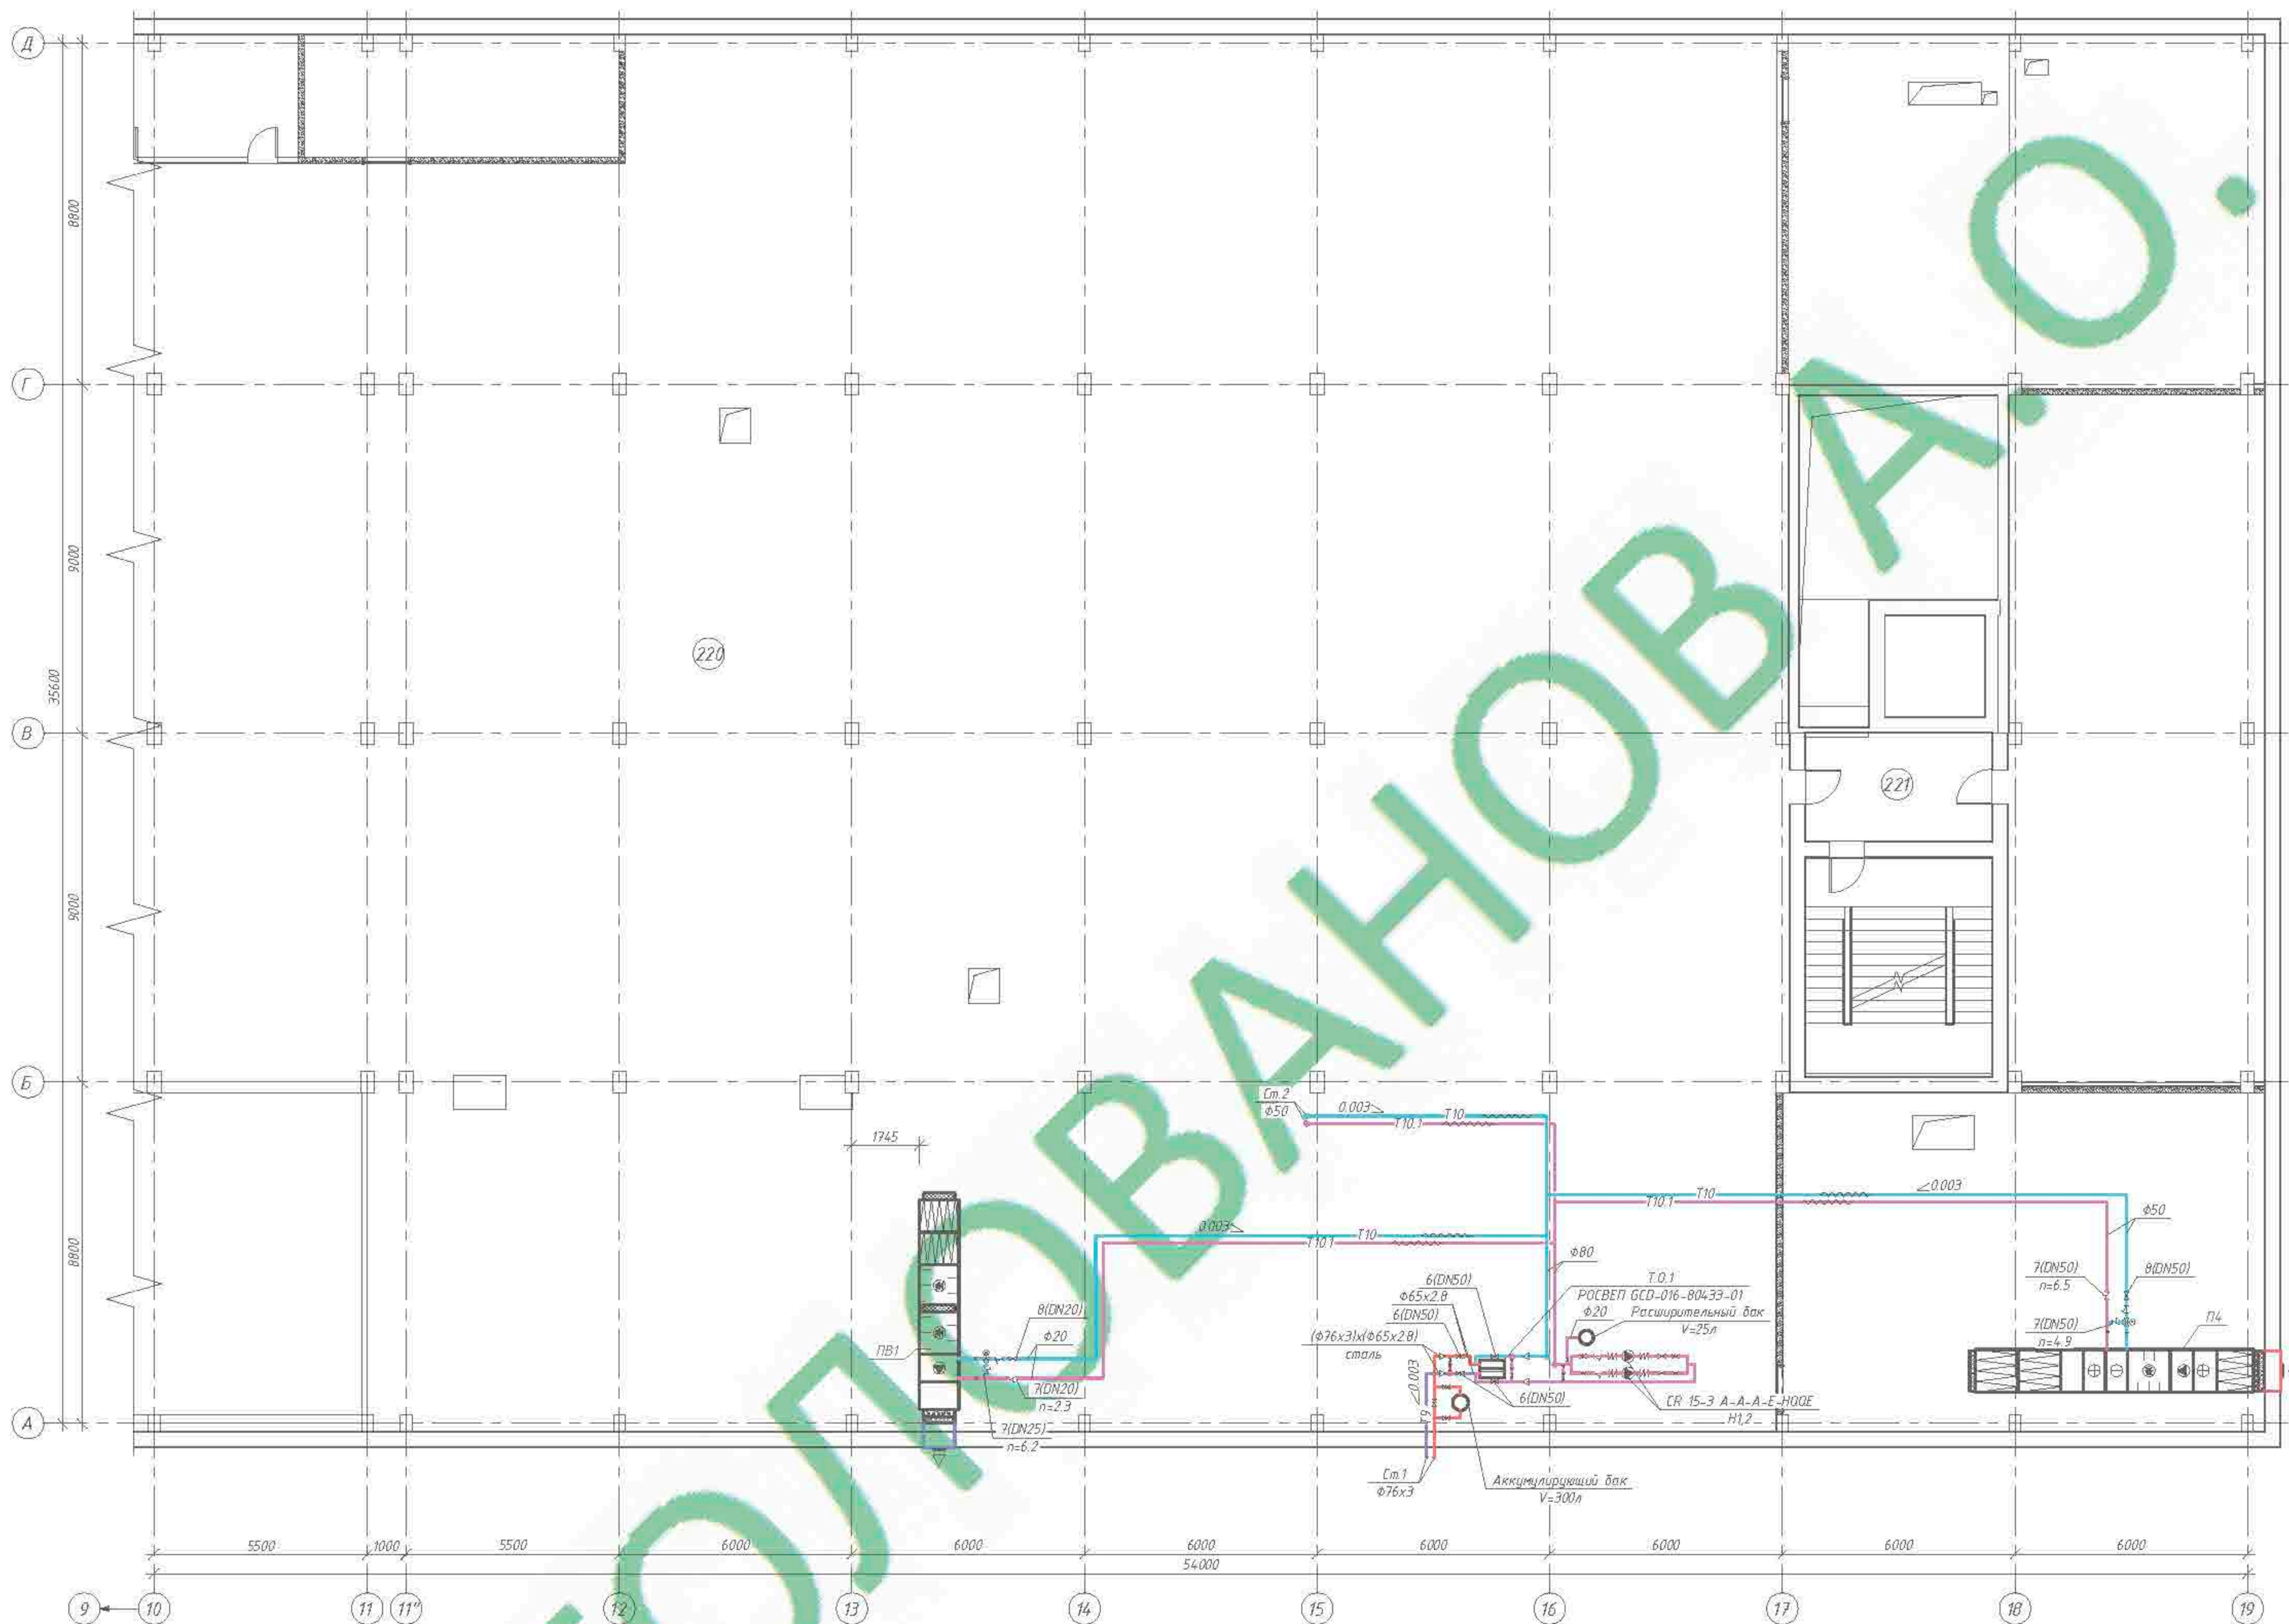 Д
Г
В
Б
А
8800
9000
9000
8800
35600
220
221
1745
Ст.2
Ф50
0.003
Т10
Т10.1
Т10
Т10.1
0.003
Ф50
0.003
Т10
Т10.1
Ф80
7(DN50)
n=6.5
8(DN50)
7(DN50)
n=4.9
П4
6(DN50)
Ф65х2.8
6(DN50)
(Ф76х3)х(Ф65х2.8)
сталь
Т.О.1
РОСВЕП GCD-016-80433-01
Ф20
Расширительный бак
V=25л
8(DN20)
Ф20
ПВ1
7(DN20)
n=2.3
7(DN25)
n=6.2
0.003
Т9
6(DN50)
CR 15-3 A-A-A-E-HQQE
Н1,2
Ст.1
Ф76х3
Аккумулирующий бак
V=300л
5500
1000
5500
6000
6000
6000
6000
6000
6000
6000
54000
9
10
11
11"
12
13
14
15
16
17
18
19
ОЛОВАНОВ А.О.